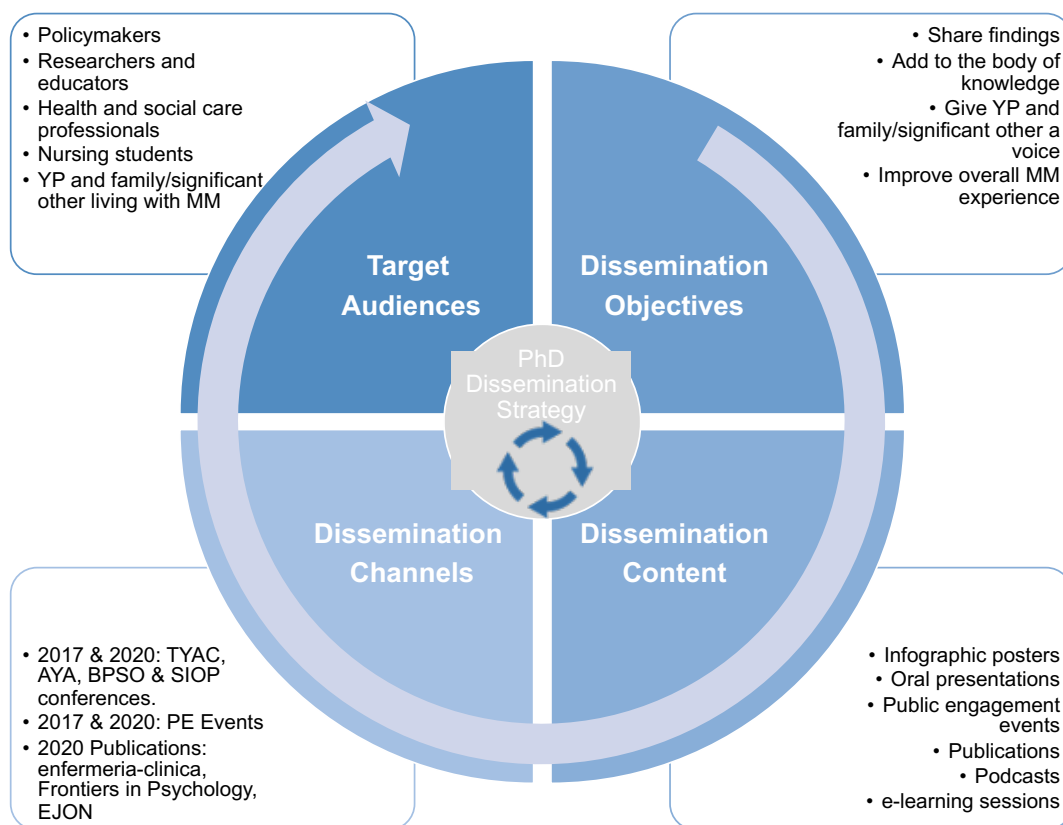 • Policymakers
• Researchers and
educators
• Health and social care
professionals
• Nursing students
• YP and family/significant
other living with MM
• Share findings
• Add to the body of
knowledge
• Give YP and
family/significant other a
voice
• Improve overall MM
experience
Target
Audiences
Dissemination
Objectives
PhD
Dissemination
Strategy
Dissemination
Channels
Dissemination
Content
• 2017 & 2020: TYAC,
AYA, BPSO & SIOP
conferences.
• 2017 & 2020: PE Events
• 2020 Publications:
enfermeria-clinica,
Frontiers in Psychology,
EJON
• Infographic posters
• Oral presentations
• Public engagement
events
• Publications
• Podcasts
• e-learning sessions